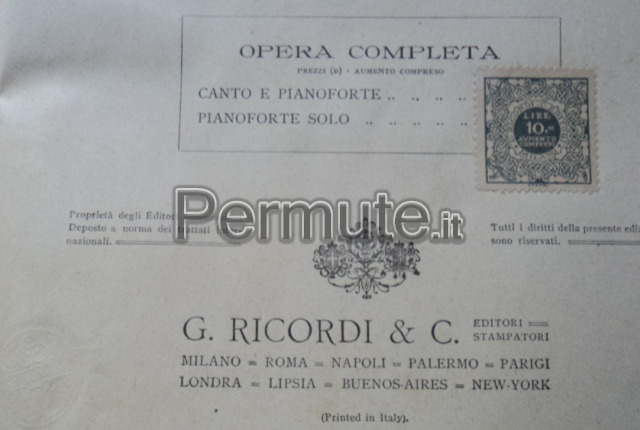 OPERA COMPLETA
PREZZI (B) - AUMENTO COMPRESO
CANTO E PIANOFORTE .. .. .. ..
PIANOFORTE SOLO .. .. .. .. ..
LIRE
10.
AUMENTO
COMPRESO
Proprietà degli Editori
Deposto a norma dei trattati
nazionali.
Permute.it
Tutti i diritti della presente
sono riservati.
G. RICORDI & C. EDITORI
STAMPATORI
MILANO = ROMA = NAPOLI = PALERMO = PARIGI
LONDRA = LIPSIA = BUENOS-AIRES = NEW-YORK
(Printed in Italy).